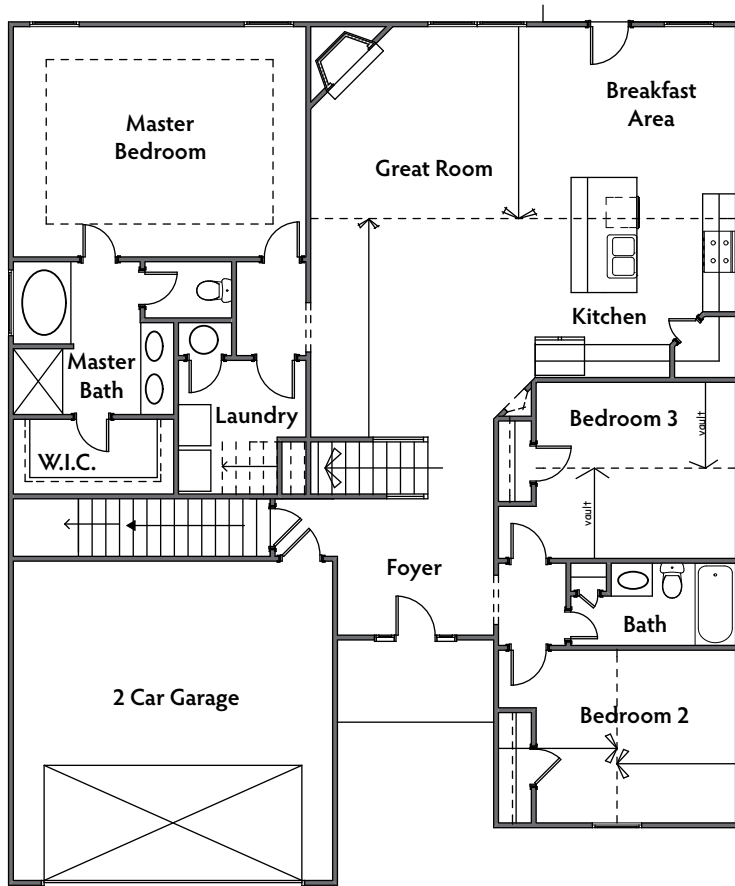 Breakfast
Area
Master
Bedroom
Great Room
Kitchen
Master
Bath
Laundry
Bedroom 3
vault
W.I.C.
vault
Foyer
Bath
2 Car Garage
Bedroom 2